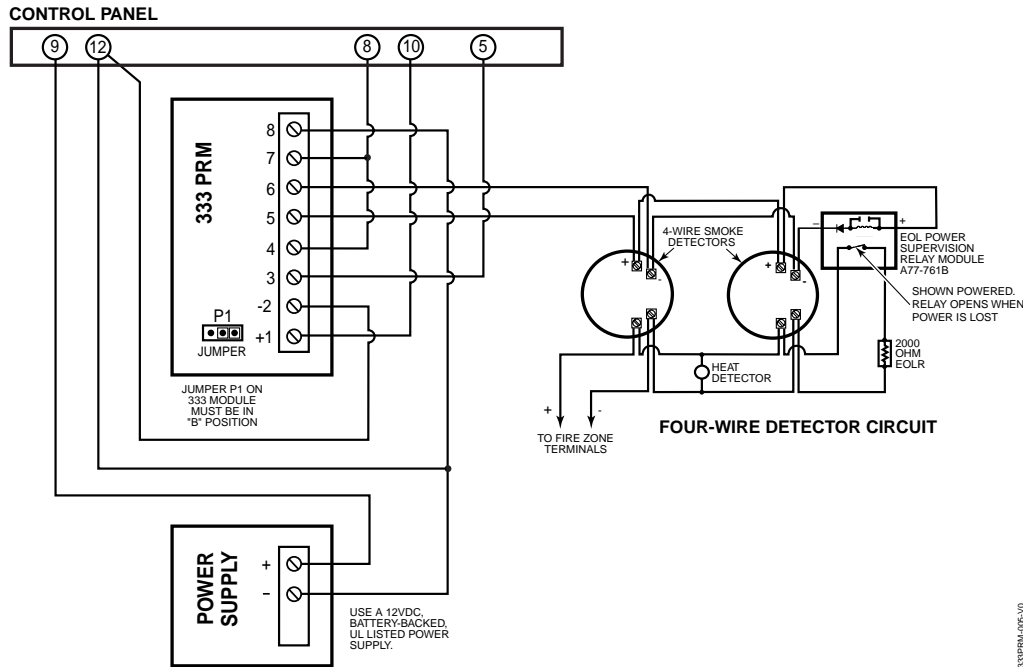 CONTROL PANEL
9
12
8
10
5
333 PRM
8
7
6
5
4
3
-2
+1
P1
JUMPER
JUMPER P1 ON
333 MODULE
MUST BE IN
"B" POSITION
4-WIRE SMOKE
DETECTORS
+
-
+
-
−
+
EOL POWER
SUPERVISION
RELAY MODULE
A77-761B
SHOWN POWERED.
RELAY OPENS WHEN
POWER IS LOST
2000
OHM
EOLR
HEAT
DETECTOR
+
-
TO FIRE ZONE
TERMINALS
FOUR-WIRE DETECTOR CIRCUIT
POWER
SUPPLY
+
−
USE A 12VDC,
BATTERY-BACKED,
UL LISTED POWER
SUPPLY.
333PRM-005-V0